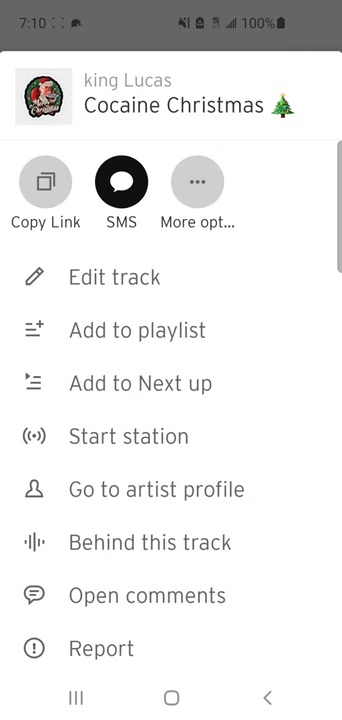 7:10
100%
king Lucas
Cocaine Christmas 🎄
Copy Link
SMS
More opt...
Edit track
Add to playlist
Add to Next up
Start station
Go to artist profile
Behind this track
Open comments
Report